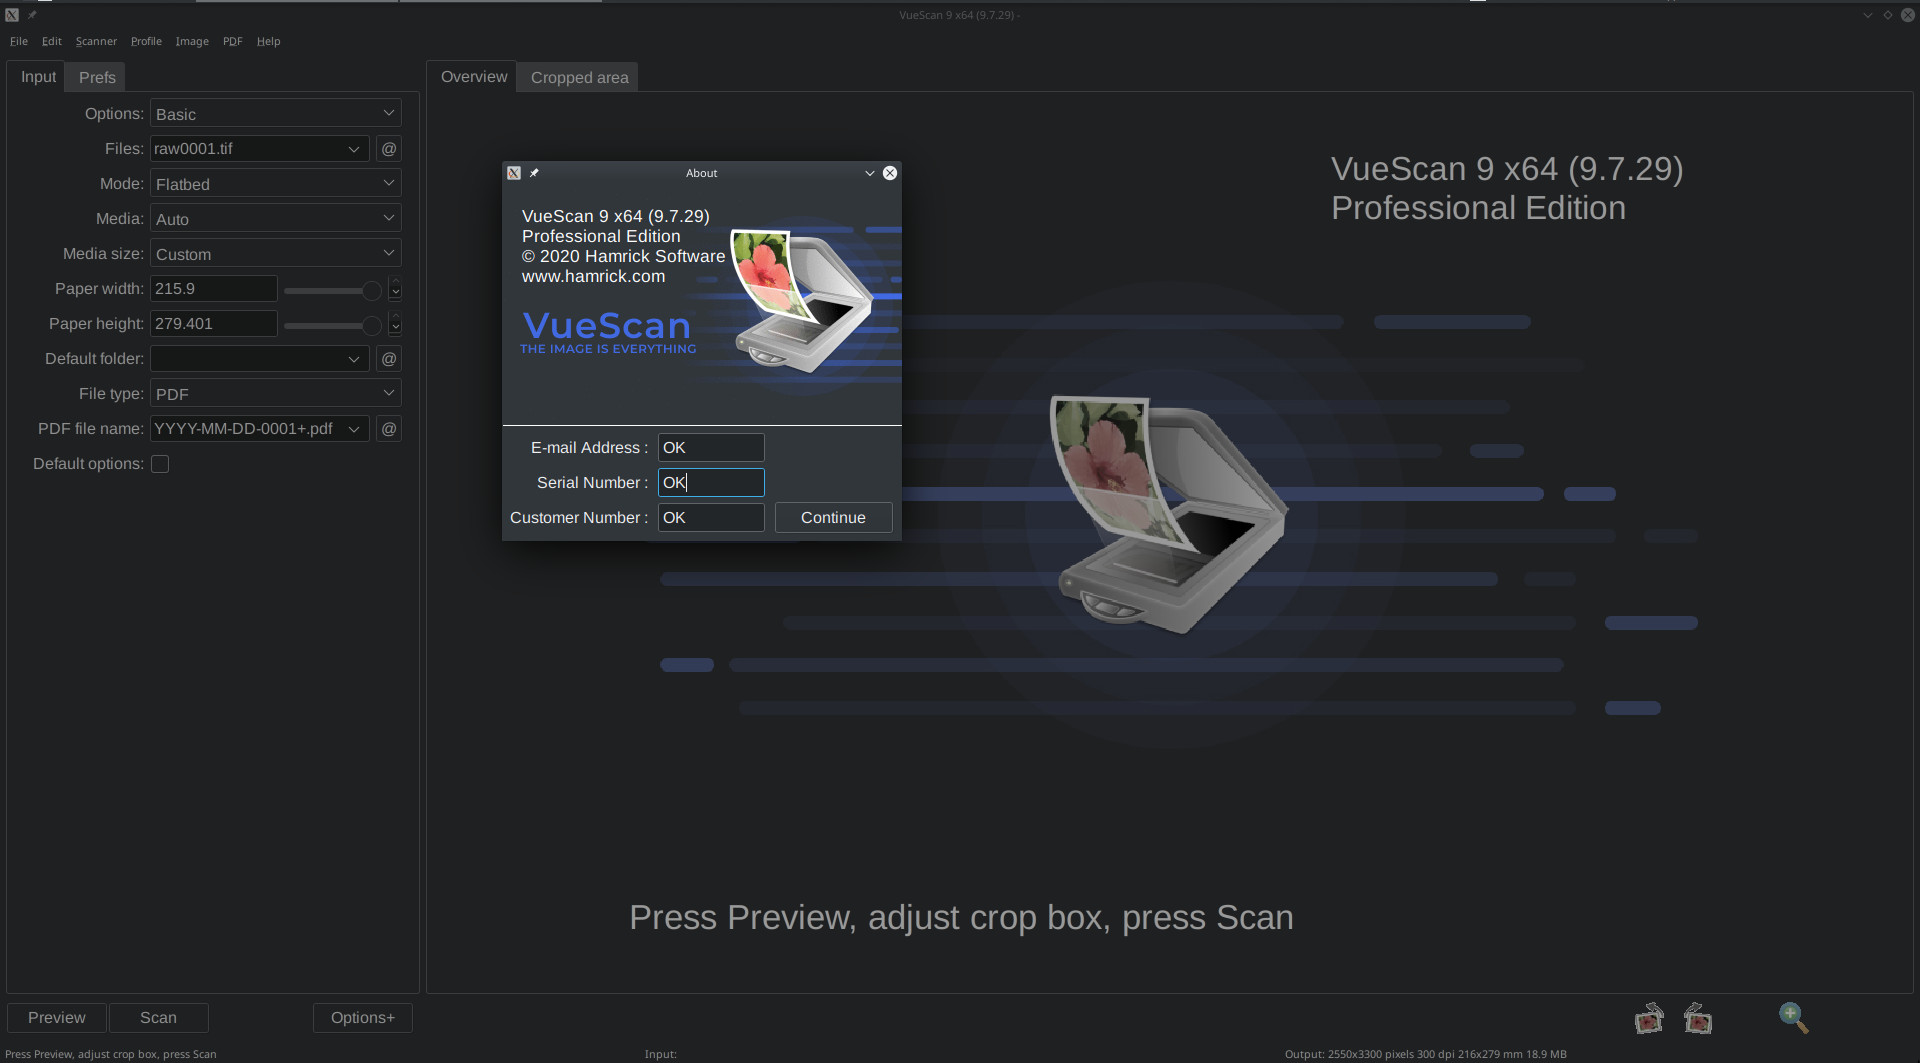 VueScan 9 x64 (9.7.29) -
File Edit Scanner Profile Image PDF Help
Input Prefs
Options: Basic
Files: raw0001.tif @
Mode: Flatbed
Media: Auto
Media size: Custom
Paper width: 215.9
Paper height: 279.401
Default folder: @
File type: PDF
PDF file name: YYYY-MM-DD-0001+.pdf @
Default options:
Overview Cropped area
VueScan 9 x64 (9.7.29)
Professional Edition
About
VueScan 9 x64 (9.7.29)
Professional Edition
© 2020 Hamrick Software
www.hamrick.com
VueScan
THE IMAGE IS EVERYTHING
E-mail Address : OK
Serial Number : OK
Customer Number : OK Continue
Press Preview, adjust crop box, press Scan
Preview Scan Options+
Press Preview, adjust crop box, press Scan Input: Output: 2550x3300 pixels 300 dpi 216x279 mm 18.9 MB